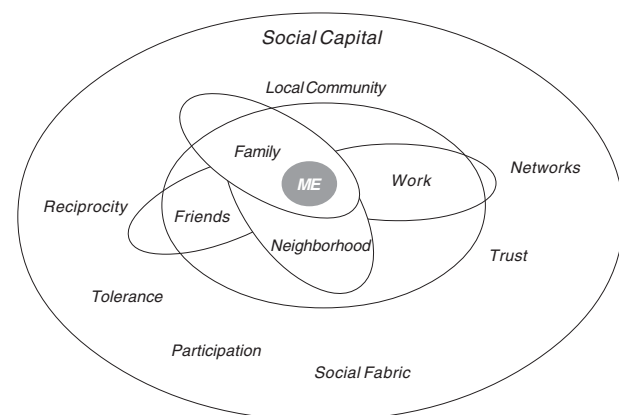 Social Capital
Local Community
Family
ME
Work
Networks
Reciprocity
Friends
Neighborhood
Trust
Tolerance
Participation
Social Fabric